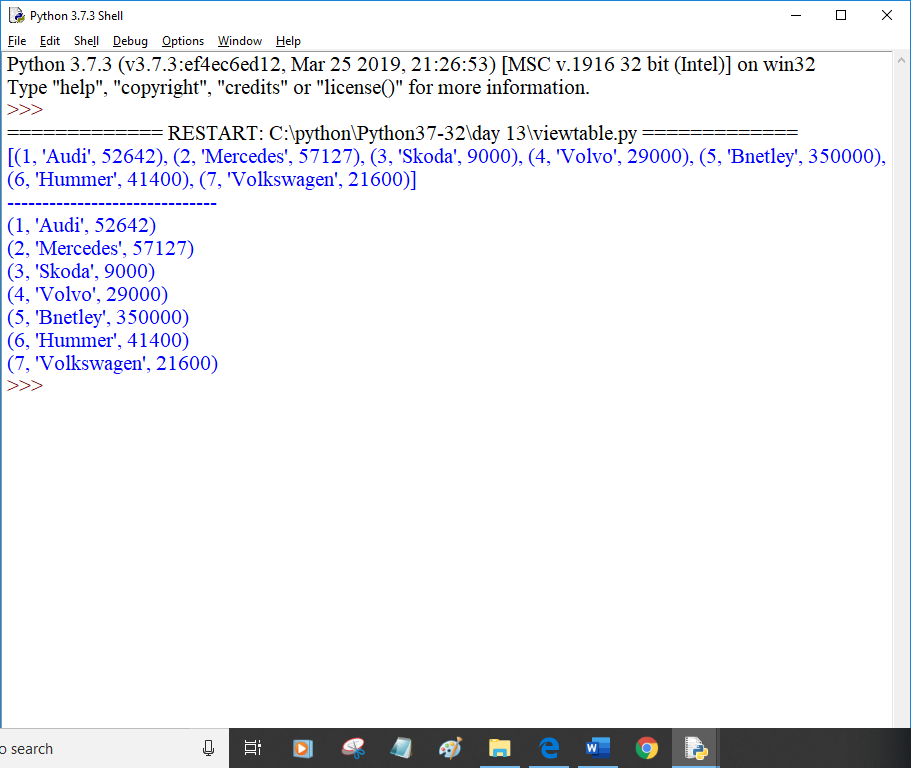 Python 3.7.3 Shell
File Edit Shell Debug Options Window Help
Python 3.7.3 (v3.7.3:ef4ec6ed12, Mar 25 2019, 21:26:53) [MSC v.1916 32 bit (Intel)] on win32
Type "help", "copyright", "credits" or "license()" for more information.
>>>
============= RESTART: C:\python\Python37-32\day 13\viewtable.py =============
[(1, 'Audi', 52642), (2, 'Mercedes', 57127), (3, 'Skoda', 9000), (4, 'Volvo', 29000), (5, 'Bnetley', 350000),
(6, 'Hummer', 41400), (7, 'Volkswagen', 21600)]
------------------------------
(1, 'Audi', 52642)
(2, 'Mercedes', 57127)
(3, 'Skoda', 9000)
(4, 'Volvo', 29000)
(5, 'Bnetley', 350000)
(6, 'Hummer', 41400)
(7, 'Volkswagen', 21600)
>>>
o search